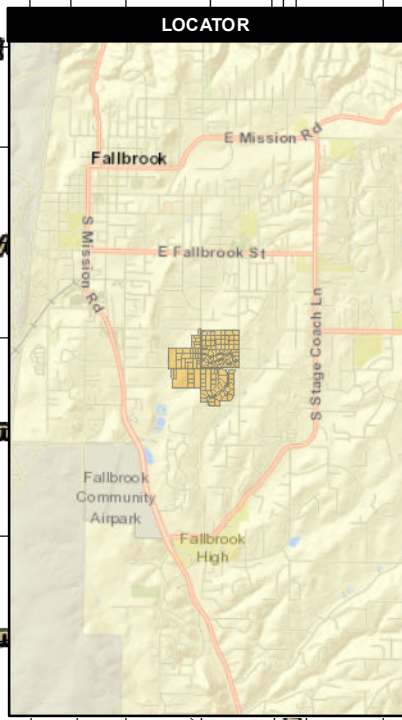 LOCATOR
E Mission Rd
Fallbrook
S Mission Rd
E Fallbrook St
S Stage Coach Ln
Fallbrook
Community
Airpark
Fallbrook
High